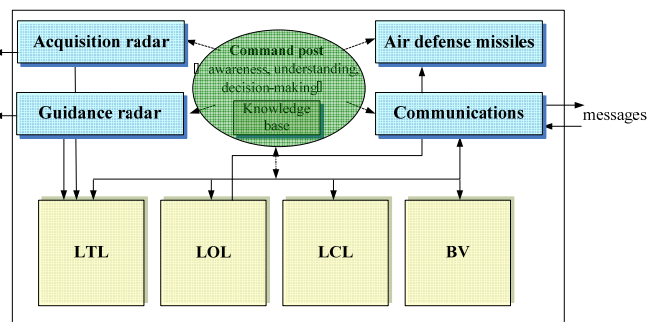 Acquisition radar
Command post
Air defense missiles
awareness, understanding,
decision-making
Guidance radar
Knowledge
base
Communications
messages
LTL
LOL
LCL
BV